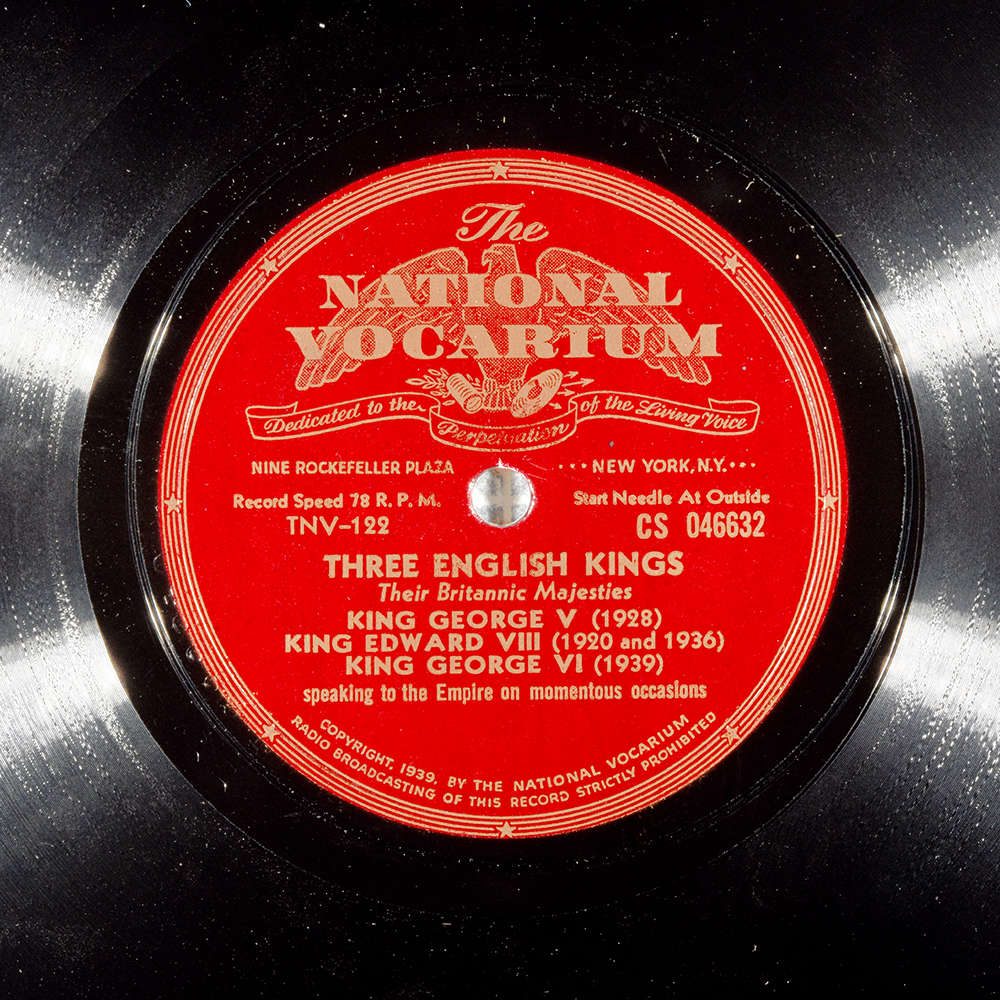 The
NATIONAL
VOCARIUM
Dedicated to the Perpetuation of the Living Voice
NINE ROCKEFELLER PLAZA ··· NEW YORK, N.Y. ····
Record Speed 78 R. P. M. Start Needle At Outside
TNV-122 CS 046632
THREE ENGLISH KINGS
Their Britannic Majesties
KING GEORGE V (1928)
KING EDWARD VIII (1920 and 1936)
KING GEORGE VI (1939)
speaking to the Empire on momentous occasions
COPYRIGHT, 1939, BY THE NATIONAL VOCARIUM
RADIO BROADCASTING OF THIS RECORD STRICTLY PROHIBITED